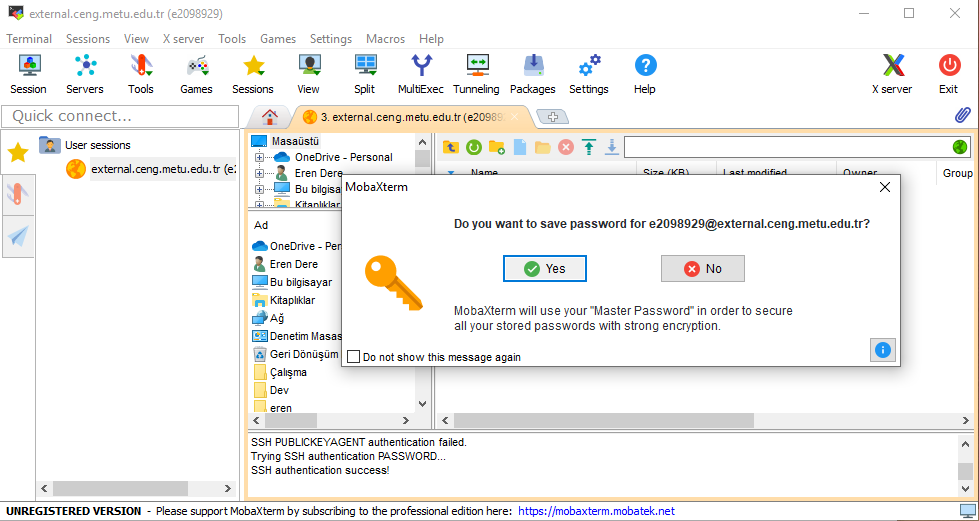 external.ceng.metu.edu.tr (e2098929)
Terminal Sessions View X server Tools Games Settings Macros Help
Session Servers Tools Games Sessions View Split MultiExec Tunneling Packages Settings Help X server Exit
Quick connect...
3. external.ceng.metu.edu.tr (e20989
User sessions
external.ceng.metu.edu.tr (e2
Masaüstü
OneDrive - Personal
Eren Dere
Bu bilgisa
Kitaplıklar
Name Size (KB) Last modified Owner Group
Ad
OneDrive - Per
Eren Dere
Bu bilgisayar
Kitaplıklar
Ağ
Denetim Masas
Geri Dönüşüm
Çalışma
Dev
eren
MobaXterm
Do you want to save password for e2098929@external.ceng.metu.edu.tr?
Yes
No
MobaXterm will use your "Master Password" in order to secure
all your stored passwords with strong encryption.
Do not show this message again
SSH PUBLICKEYAGENT authentication failed.
Trying SSH authentication PASSWORD...
SSH authentication success!
UNREGISTERED VERSION - Please support MobaXterm by subscribing to the professional edition here: https://mobaxterm.mobatek.net